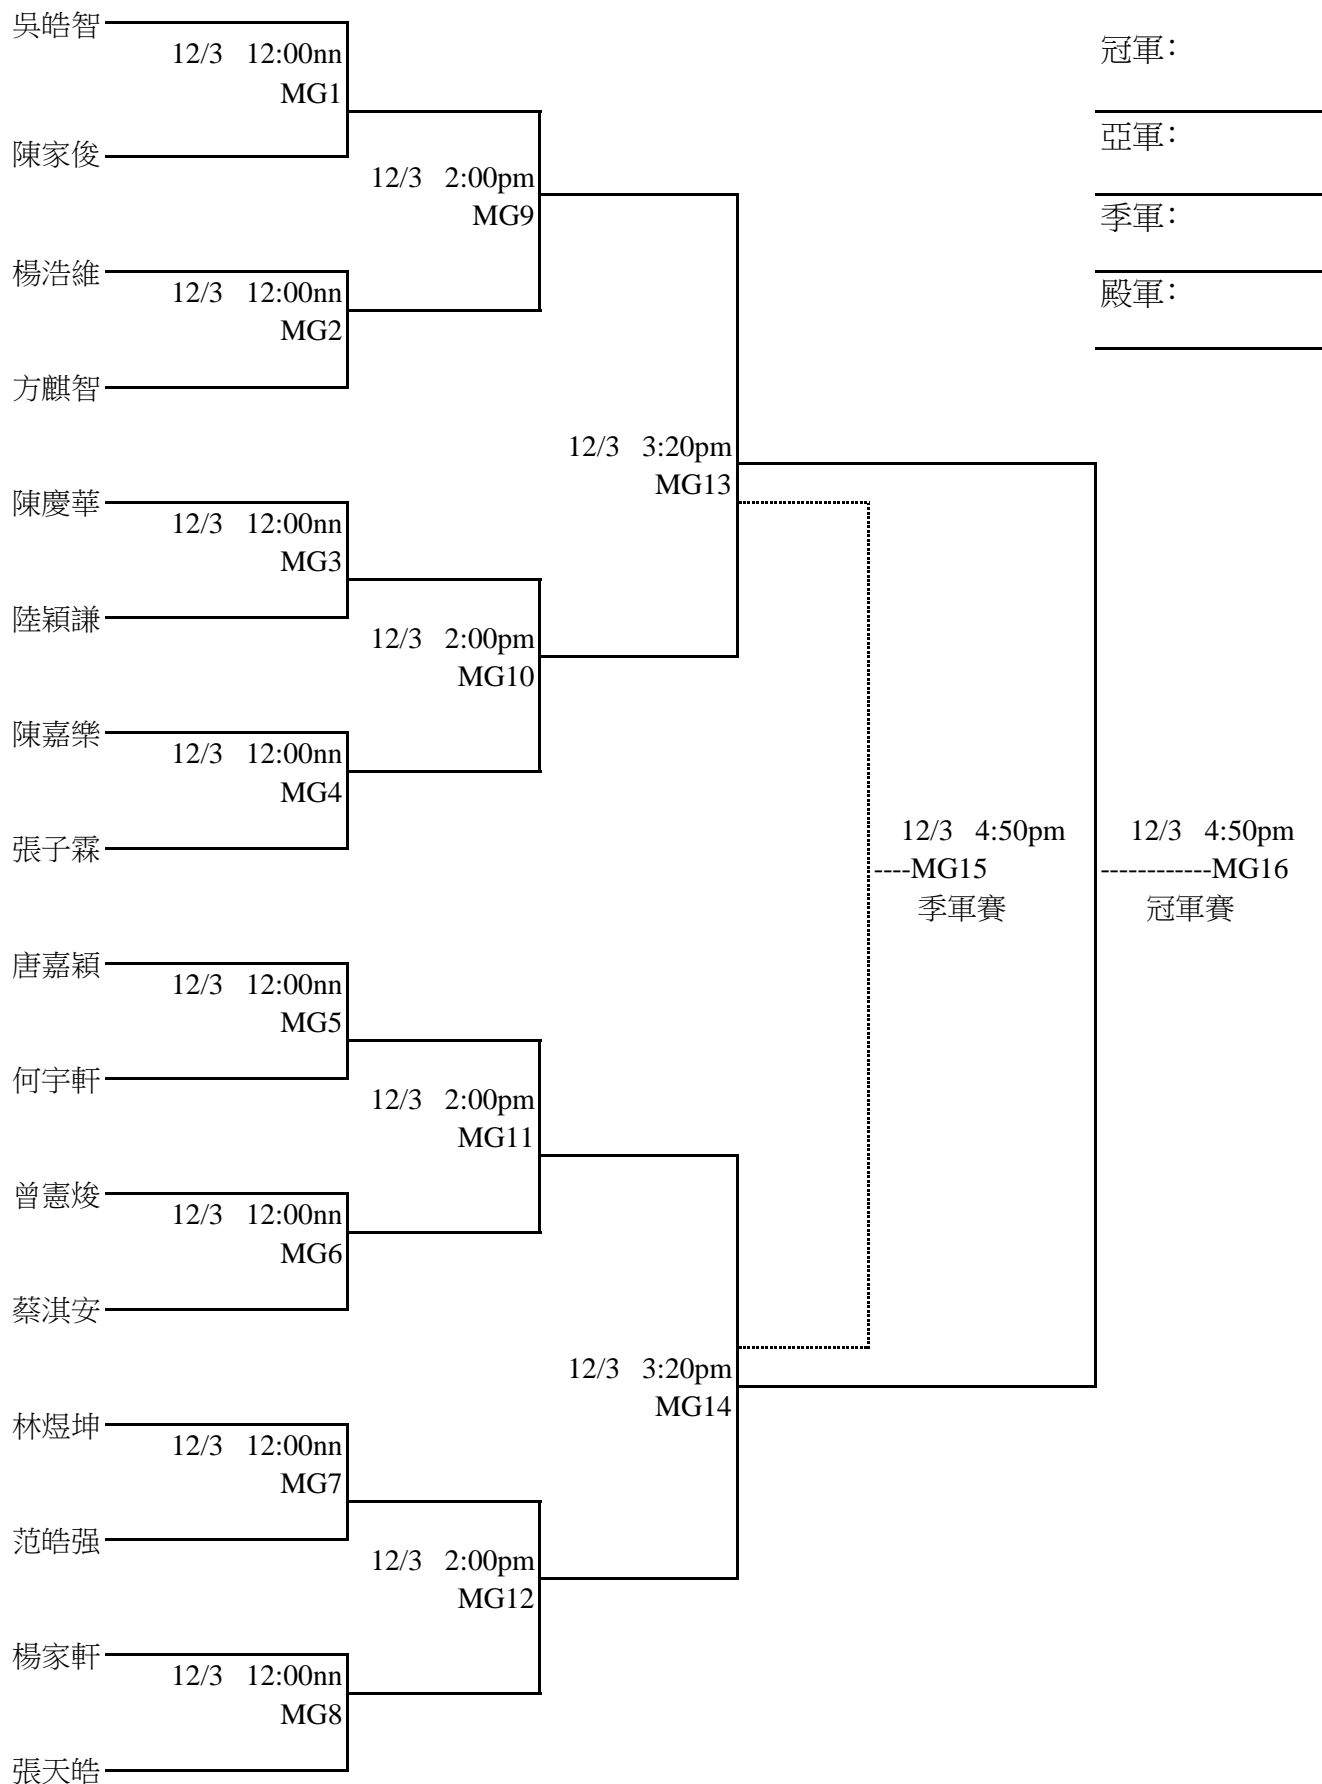 吳皓智
12/3 12:00nn
MG1
陳家俊
12/3 2:00pm
MG9
楊浩維
12/3 12:00nn
MG2
方麒智
12/3 3:20pm
MG13
陳慶華
12/3 12:00nn
MG3
陸穎謙
12/3 2:00pm
MG10
陳嘉樂
12/3 12:00nn
MG4
張子霖
12/3 4:50pm
----MG15
季軍賽
12/3 4:50pm
------------MG16
冠軍賽
唐嘉穎
12/3 12:00nn
MG5
何宇軒
12/3 2:00pm
MG11
曾憲焌
12/3 12:00nn
MG6
蔡淇安
12/3 3:20pm
MG14
林煜坤
12/3 12:00nn
MG7
范皓强
12/3 2:00pm
MG12
楊家軒
12/3 12:00nn
MG8
張天皓
冠軍：
亞軍：
季軍：
殿軍：